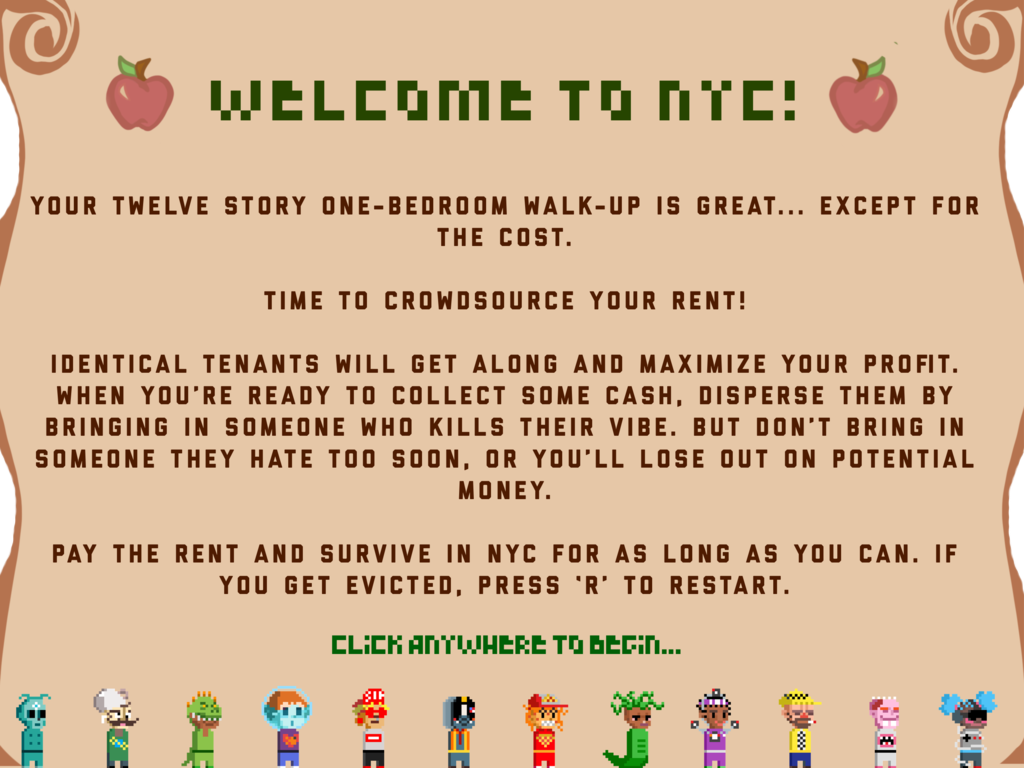 WELCOME TO NYC!
YOUR TWELVE STORY ONE-BEDROOM WALK-UP IS GREAT... EXCEPT FOR
THE COST.
TIME TO CROWDSOURCE YOUR RENT!
IDENTICAL TENANTS WILL GET ALONG AND MAXIMIZE YOUR PROFIT.
WHEN YOU'RE READY TO COLLECT SOME CASH, DISPERSE THEM BY
BRINGING IN SOMEONE WHO KILLS THEIR VIBE. BUT DON'T BRING IN
SOMEONE THEY HATE TOO SOON, OR YOU'LL LOSE OUT ON POTENTIAL
MONEY.
PAY THE RENT AND SURVIVE IN NYC FOR AS LONG AS YOU CAN. IF
YOU GET EVICTED, PRESS 'R' TO RESTART.
CLICK ANYWHERE TO BEGIN...